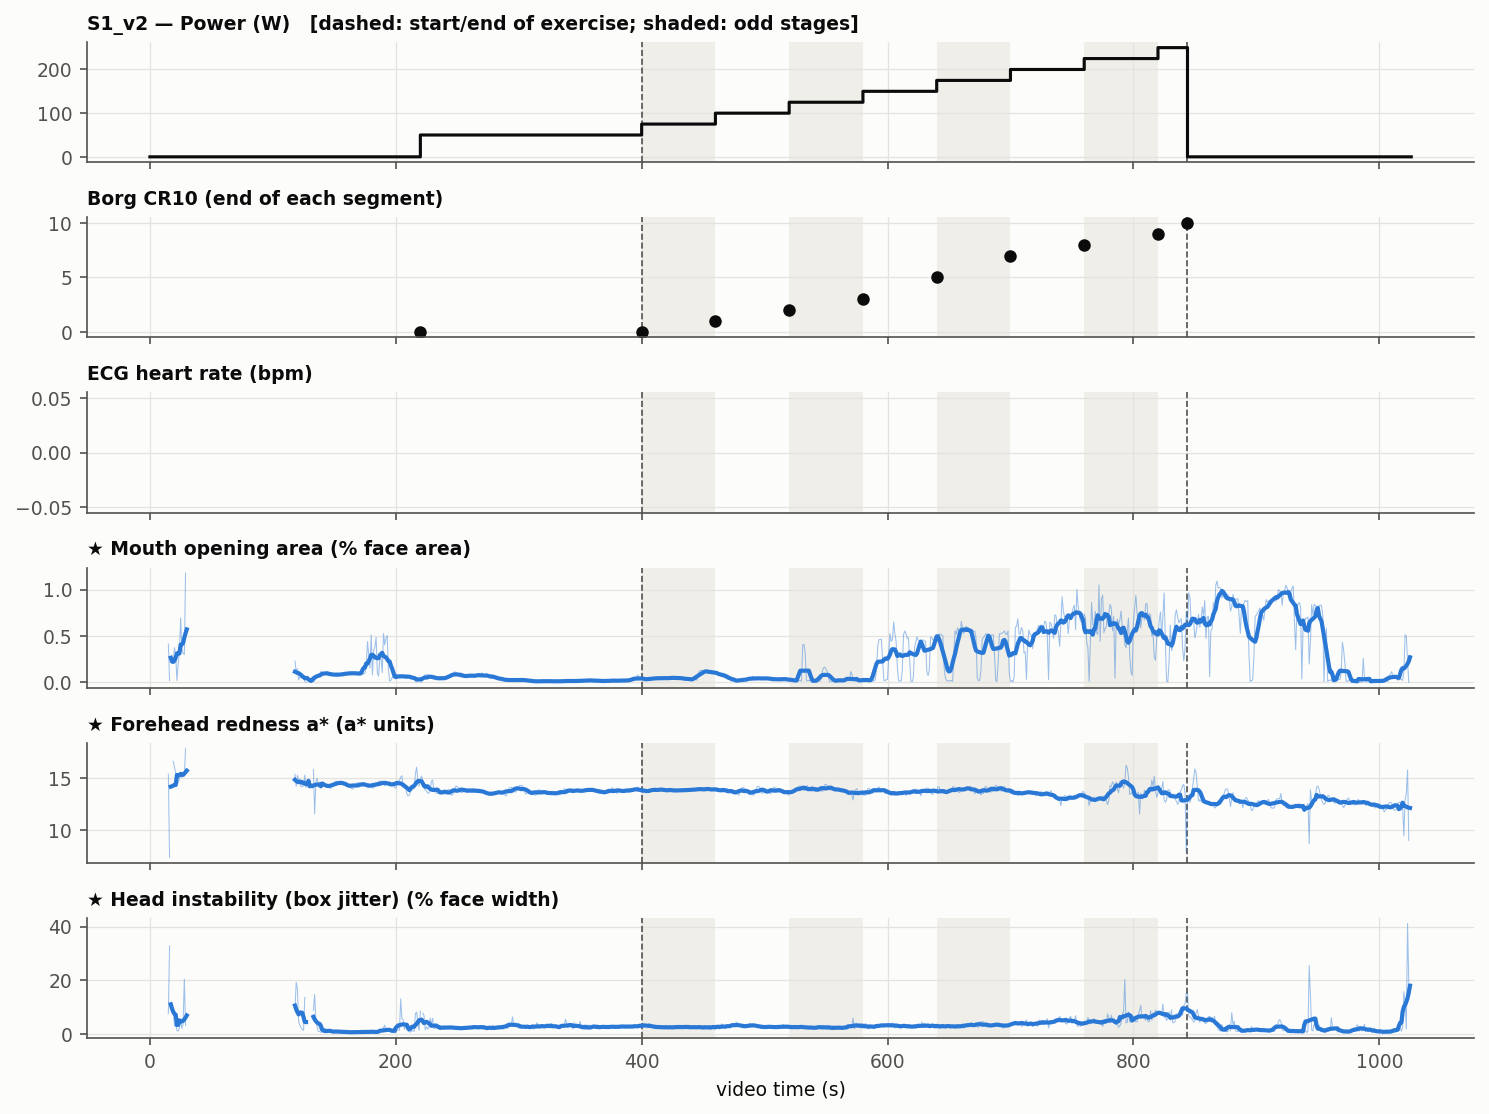 S1_v2 — Power (W)   [dashed: start/end of exercise; shaded: odd stages]
200
100
0
Borg CR10 (end of each segment)
10
5
0
ECG heart rate (bpm)
0.05
0.00
−0.05
★ Mouth opening area (% face area)
1.0
0.5
0.0
★ Forehead redness a* (a* units)
15
10
★ Head instability (box jitter) (% face width)
40
20
0
0 200 400 600 800 1000
video time (s)